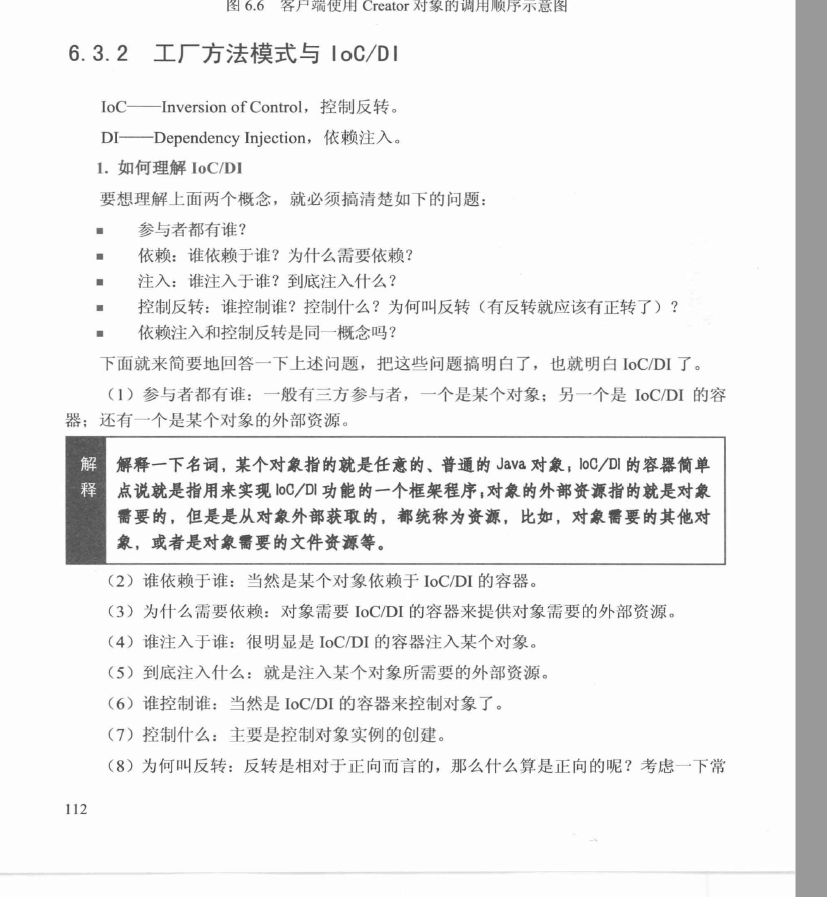 图 6.6 客户端使用 Creator 对象的调用顺序示意图
6.3.2 工厂方法模式与 IoC/DI
IoC——Inversion of Control，控制反转。
DI——Dependency Injection，依赖注入。
1. 如何理解 IoC/DI
要想理解上面两个概念，就必须搞清楚如下的问题：
■ 参与者都有谁？
■ 依赖：谁依赖于谁？为什么需要依赖？
■ 注入：谁注入于谁？到底注入什么？
■ 控制反转：谁控制谁？控制什么？为何叫反转（有反转就应该有正转了）？
■ 依赖注入和控制反转是同一概念吗？
下面就来简要地回答一下上述问题，把这些问题搞明白了，也就明白 IoC/DI 了。
（1）参与者都有谁：一般有三方参与者，一个是某个对象；另一个是 IoC/DI 的容
器；还有一个是某个对象的外部资源。
解释
解释一下名词，某个对象指的就是任意的、普通的 Java 对象；IoC/DI 的容器简单
点说就是指用来实现 IoC/DI 功能的一个框架程序；对象的外部资源指的就是对象
需要的，但是是从对象外部获取的，都统称为资源，比如，对象需要的其他对
象，或者是对象需要的文件资源等。
（2）谁依赖于谁：当然是某个对象依赖于 IoC/DI 的容器。
（3）为什么需要依赖：对象需要 IoC/DI 的容器来提供对象需要的外部资源。
（4）谁注入于谁：很明显是 IoC/DI 的容器注入某个对象。
（5）到底注入什么：就是注入某个对象所需要的外部资源。
（6）谁控制谁：当然是 IoC/DI 的容器来控制对象了。
（7）控制什么：主要是控制对象实例的创建。
（8）为何叫反转：反转是相对于正向而言的，那么什么算是正向的呢？考虑一下常
112